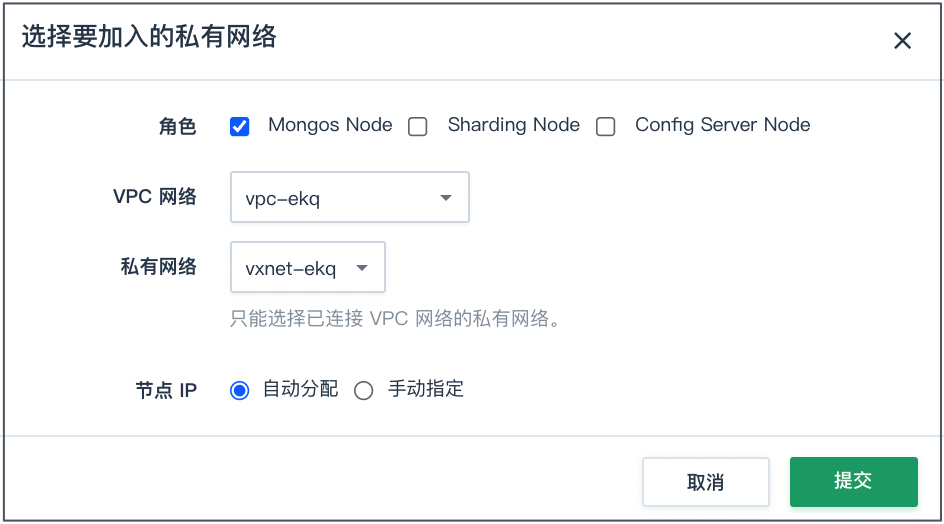 选择要加入的私有网络
角色 Mongos Node Sharding Node Config Server Node
VPC 网络 vpc-ekq
私有网络 vxnet-ekq
只能选择已连接 VPC 网络的私有网络。
节点 IP 自动分配 手动指定
取消 提交